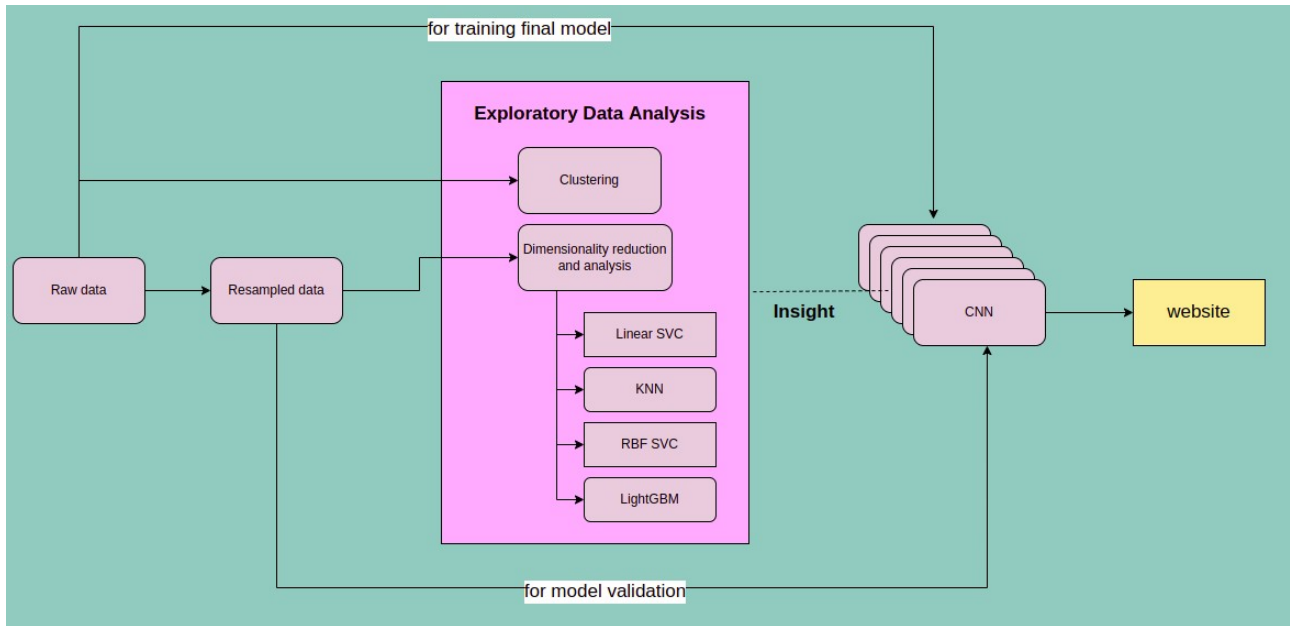 for training final model
Exploratory Data Analysis
Clustering
Dimensionality reduction
and analysis
Raw data
Resampled data
Linear SVC
KNN
RBF SVC
LightGBM
Insight
CNN
website
for model validation